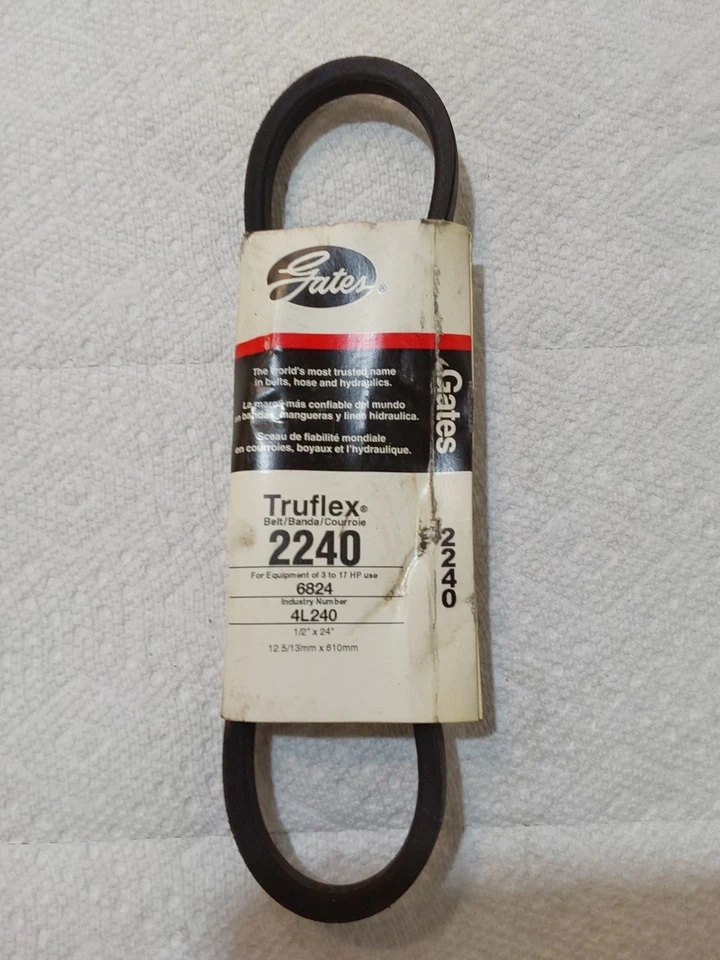 Gates®
The world's most trusted name
in belts, hose and hydraulics.
La marca más confiable del mundo
en bandas, mangueras y linea hidraulica.
Sceau de fiabilité mondiale
en courroies, boyaux et l'hydraulique.
Truflex®
Belt/Banda/Courroie
2240
For Equipment of 3 to 17 HP use
6824
Industry Number
4L240
1/2" x 24"
12.5/13mm x 610mm
Gates
2240